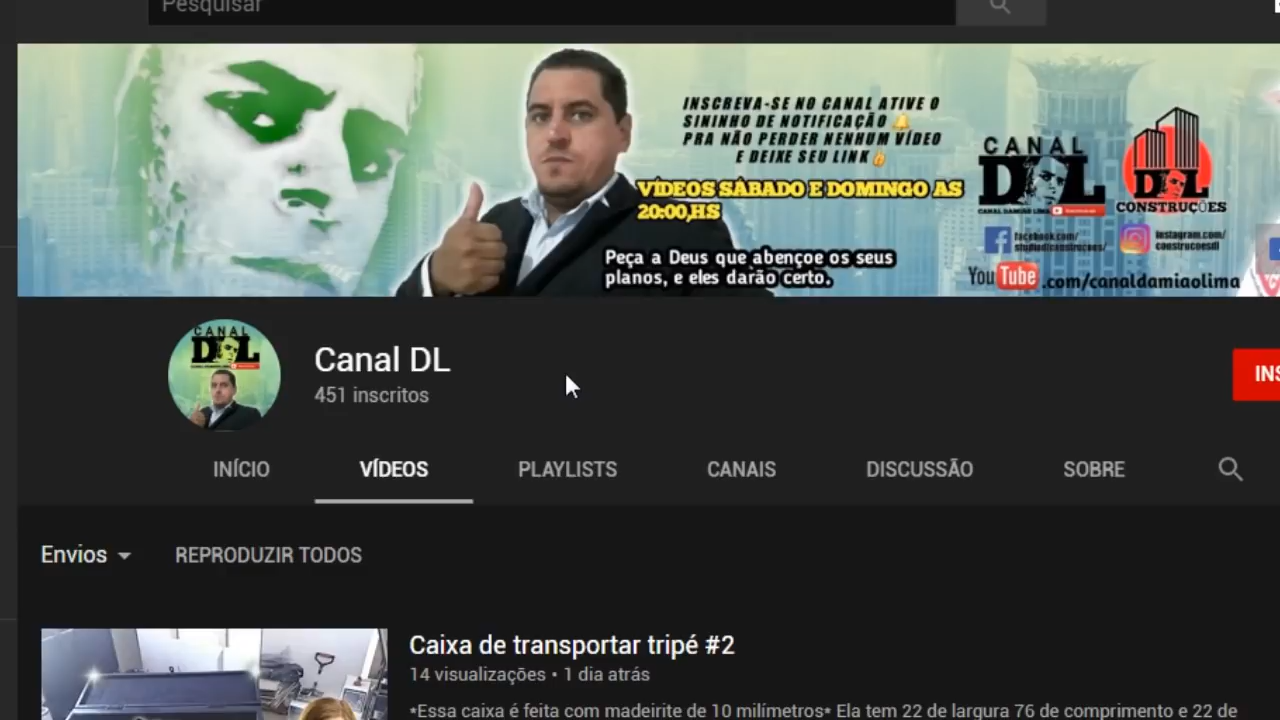 Pesquisar
INSCREVA-SE NO CANAL ATIVE O
SININHO DE NOTIFICAÇÃO 🔔
PRA NÃO PERDER NENHUM VÍDEO
E DEIXE SEU LINK👍
VÍDEOS SÁBADO E DOMINGO AS
20:00,HS
Peça a Deus que abençoe os seus
planos, e eles darão certo.
CANAL
DL
CANAL DAMIÃO LIMA
DL
CONSTRUÇÕES
facebook.com/
instagram.com/
construcoesdl
YouTube.com/canaldamiaolima
CANAL
DL
Canal DL
451 inscritos
INS
INÍCIO
VÍDEOS
PLAYLISTS
CANAIS
DISCUSSÃO
SOBRE
Envios
REPRODUZIR TODOS
Caixa de transportar tripé #2
14 visualizações • 1 dia atrás
*Essa caixa é feita com madeirite de 10 milímetros* Ela tem 22 de largura 76 de comprimento e 22 de